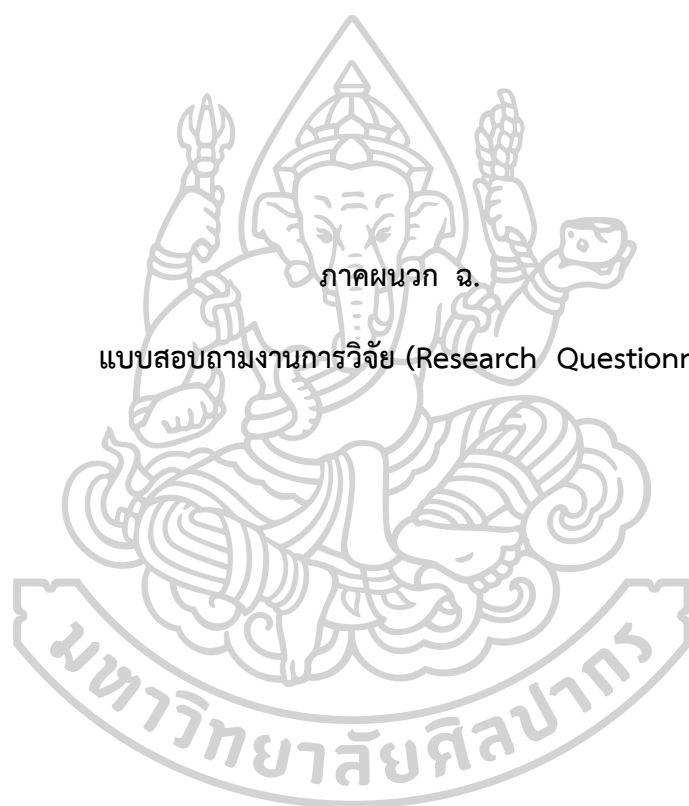 ภาคผนวก ฉ.
แบบสอบถามงานการวิจัย (Research Questionn
มหาวิทยาลัยศิลปากร